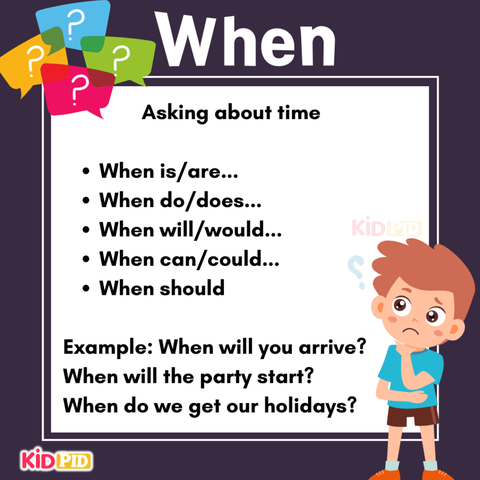 ? ? ? ?
When
Asking about time
• When is/are...
• When do/does...
• When will/would...
• When can/could...
• When should
KiDPiD
?
Example: When will you arrive?
When will the party start?
When do we get our holidays?
KiDPiD